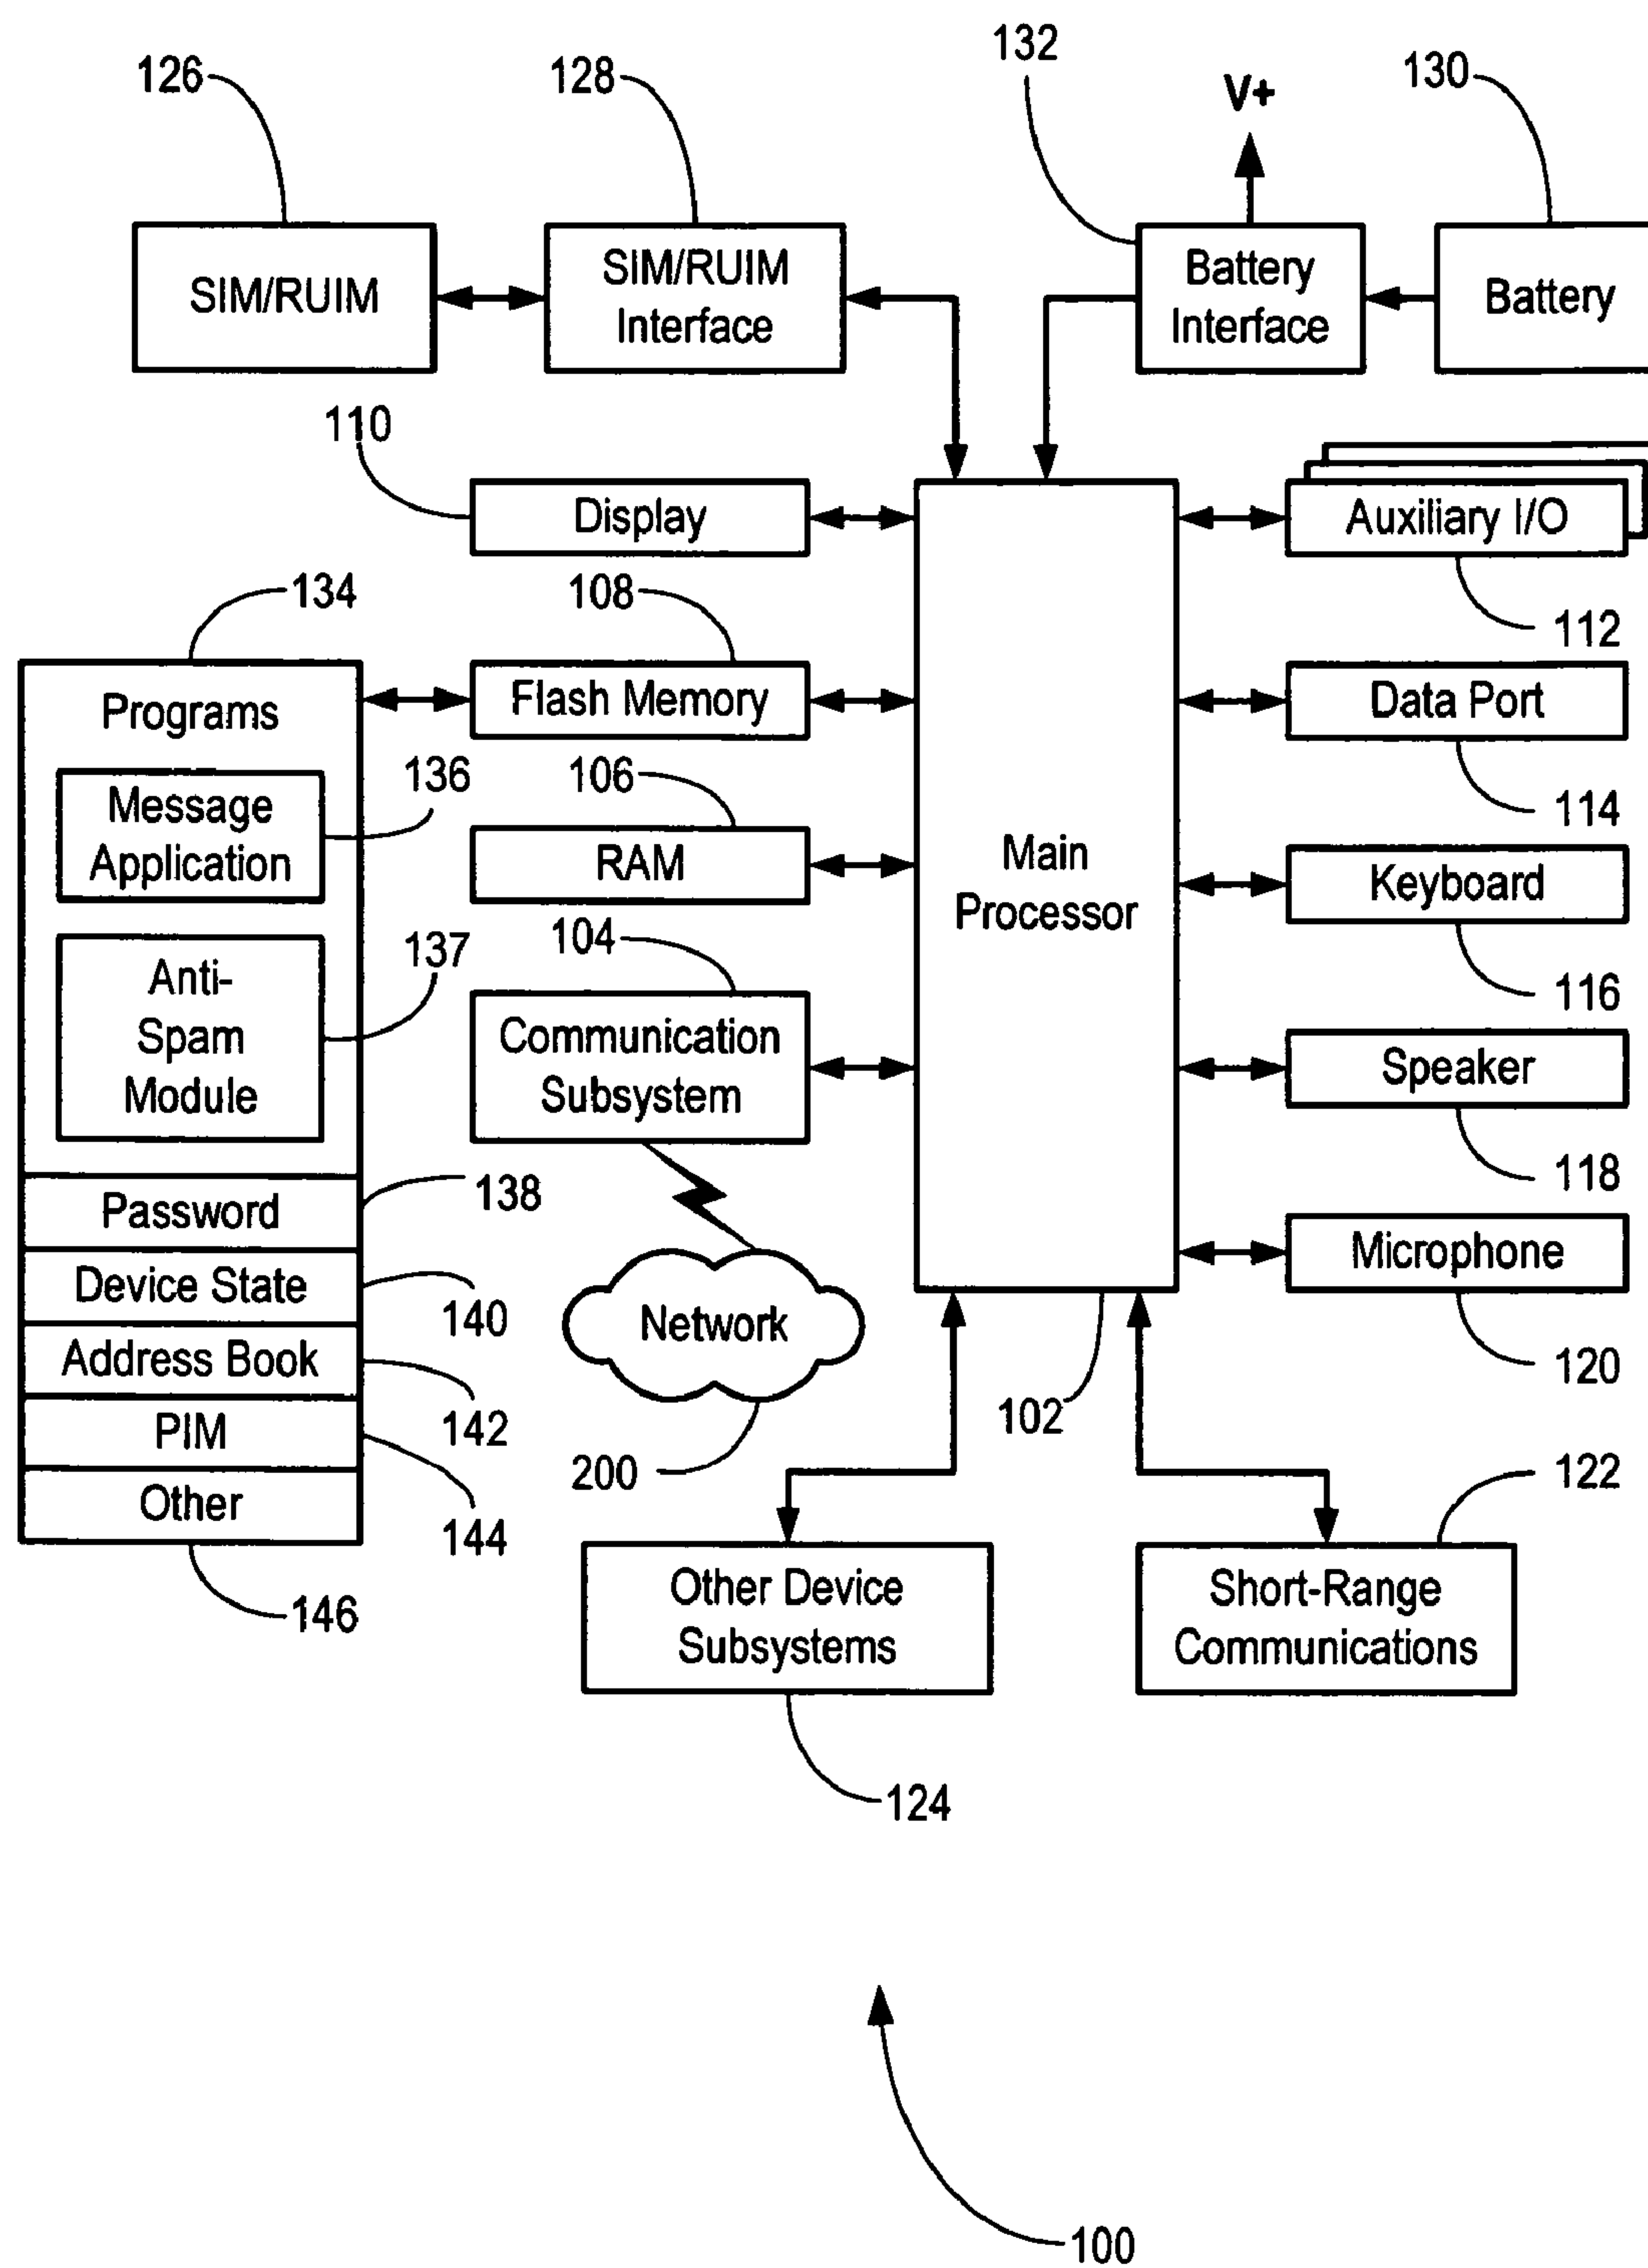 126
128
132
V+
130
SIM/RUIM
SIM/RUIM
Interface
Battery
Interface
Battery
110
Display
Auxiliary I/O
112
134
108
Programs
Flash Memory
Data Port
114
Message
Application
136
106
RAM
Main
Processor
Keyboard
116
Anti-
Spam
Module
137
104
Communication
Subsystem
Speaker
118
Password
138
Device State
140
Network
Microphone
120
Address Book
142
102
PIM
144
200
122
Other
146
Other Device
Subsystems
Short-Range
Communications
124
100